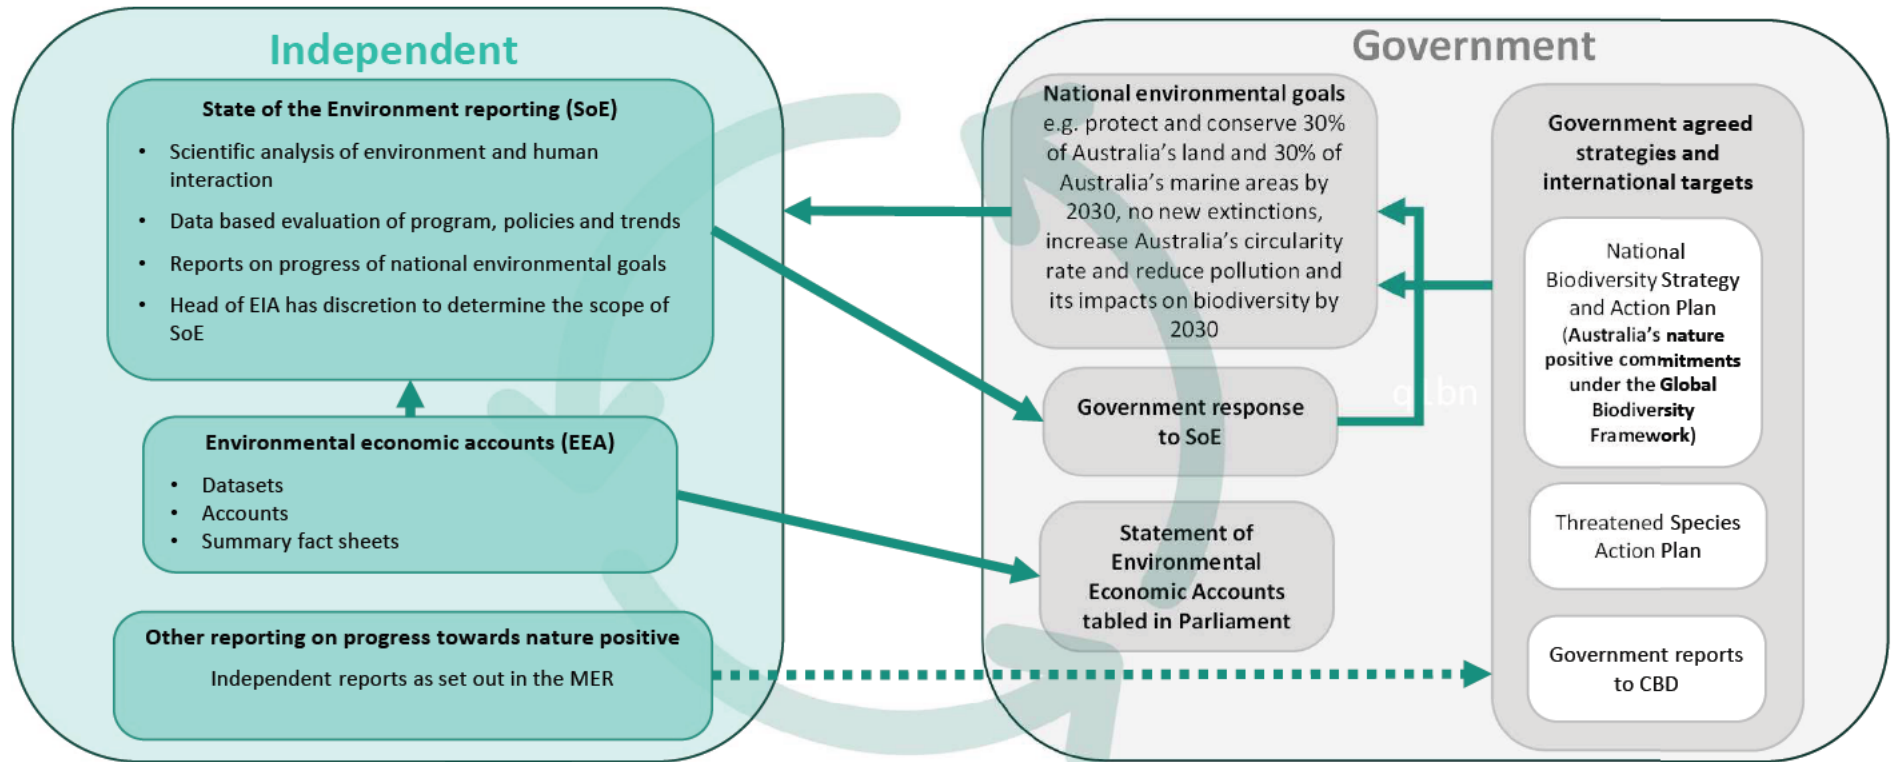 Independent
State of the Environment reporting (SoE)
• Scientific analysis of environment and human
interaction
• Data based evaluation of program, policies and trends
• Reports on progress of national environmental goals
• Head of EIA has discretion to determine the scope of
SoE
Environmental economic accounts (EEA)
• Datasets
• Accounts
• Summary fact sheets
Other reporting on progress towards nature positive
Independent reports as set out in the MER
Government
National environmental goals
e.g. protect and conserve 30%
of Australia's land and 30% of
Australia's marine areas by
2030, no new extinctions,
increase Australia's circularity
rate and reduce pollution and
its impacts on biodiversity by
2030
Government response
to SoE
Statement of
Environmental
Economic Accounts
tabled in Parliament
Government agreed
strategies and
international targets
National
Biodiversity Strategy
and Action Plan
(Australia's nature
positive commitments
under the Global
Biodiversity
Framework)
Threatened Species
Action Plan
Government reports
to CBD